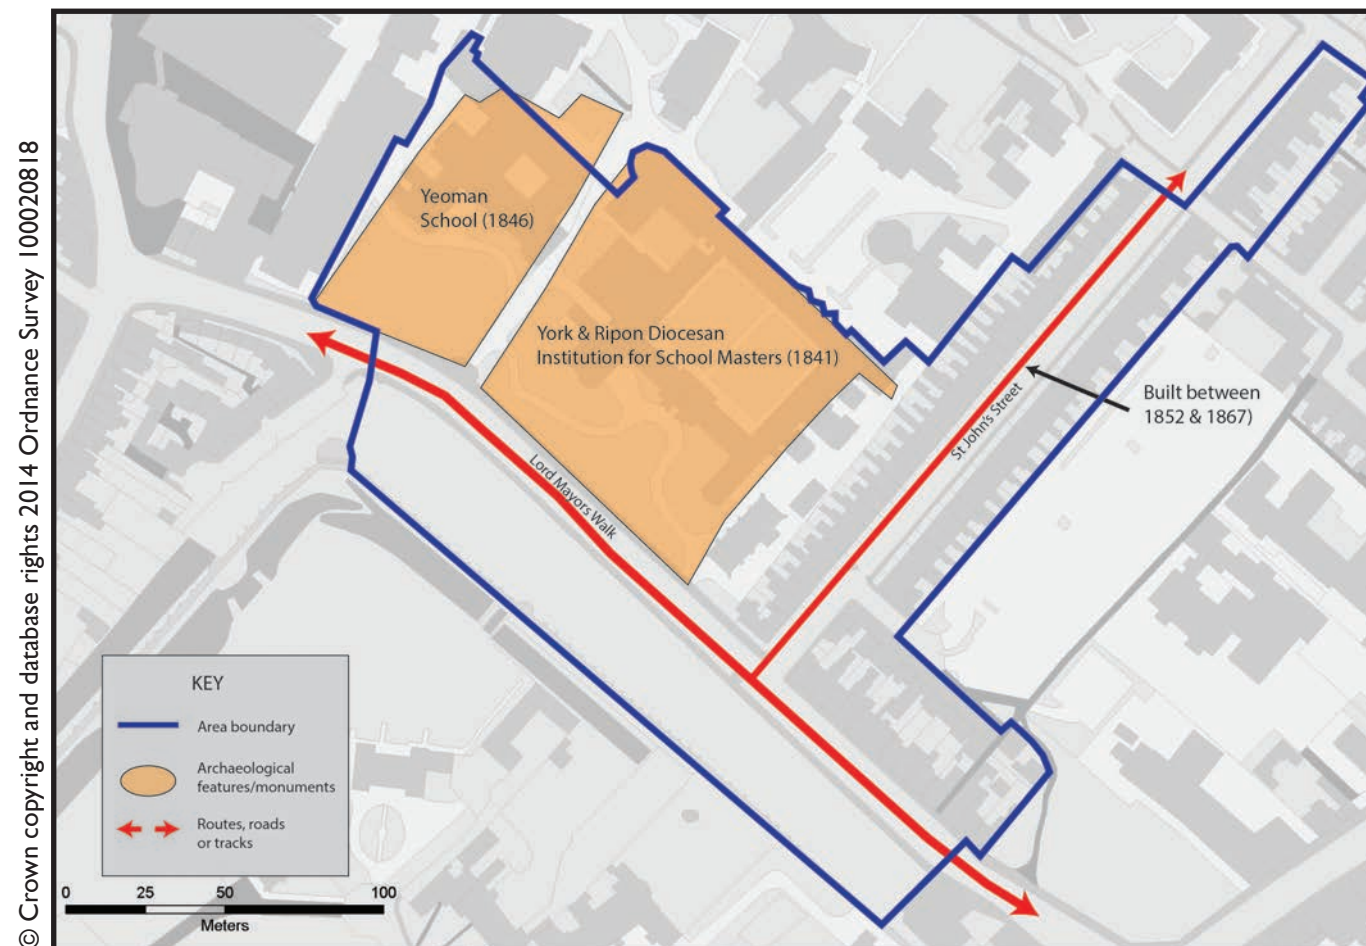 © Crown copyright and database rights 2014 Ordnance Survey 100020818
Yeoman
School (1846)
York & Ripon Diocesan
Institution for School Masters (1841)
Built between
1852 & 1867)
St John's Street
Lord Mayors Walk
KEY
Area boundary
Archaeological
features/monuments
Routes, roads
or tracks
0 25 50 100
Meters